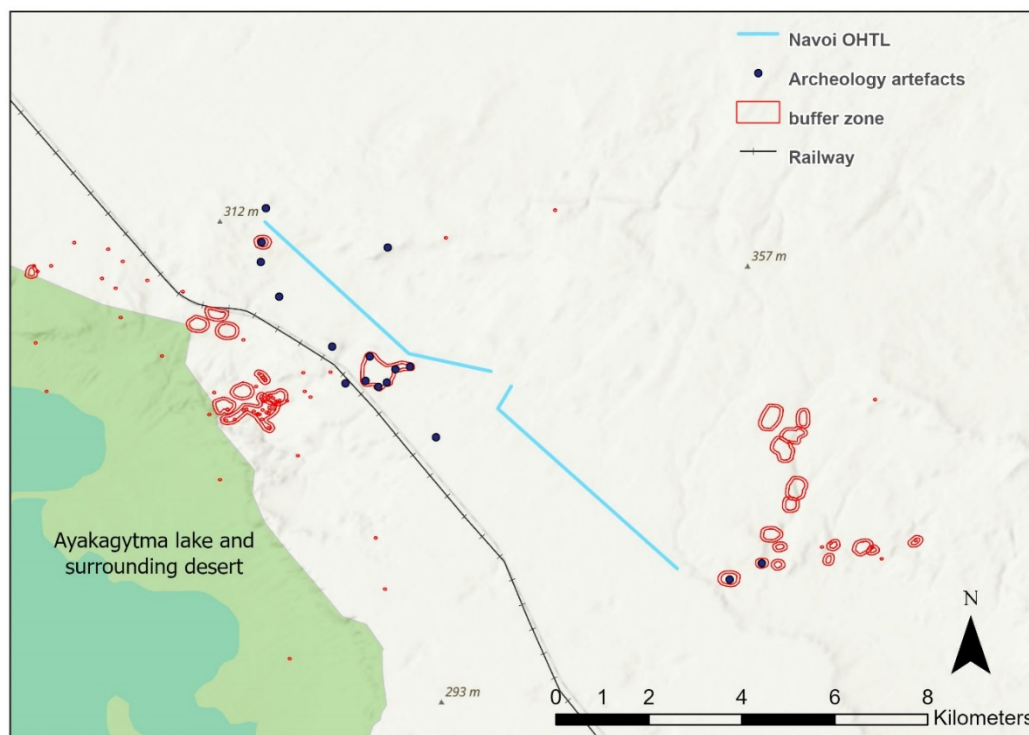 Navoi OHTL
Archeology artefacts
buffer zone
Railway
312 m
357 m
Ayakagytma lake and
surrounding desert
N
293 m
0 1 2 4 6 8
Kilometers